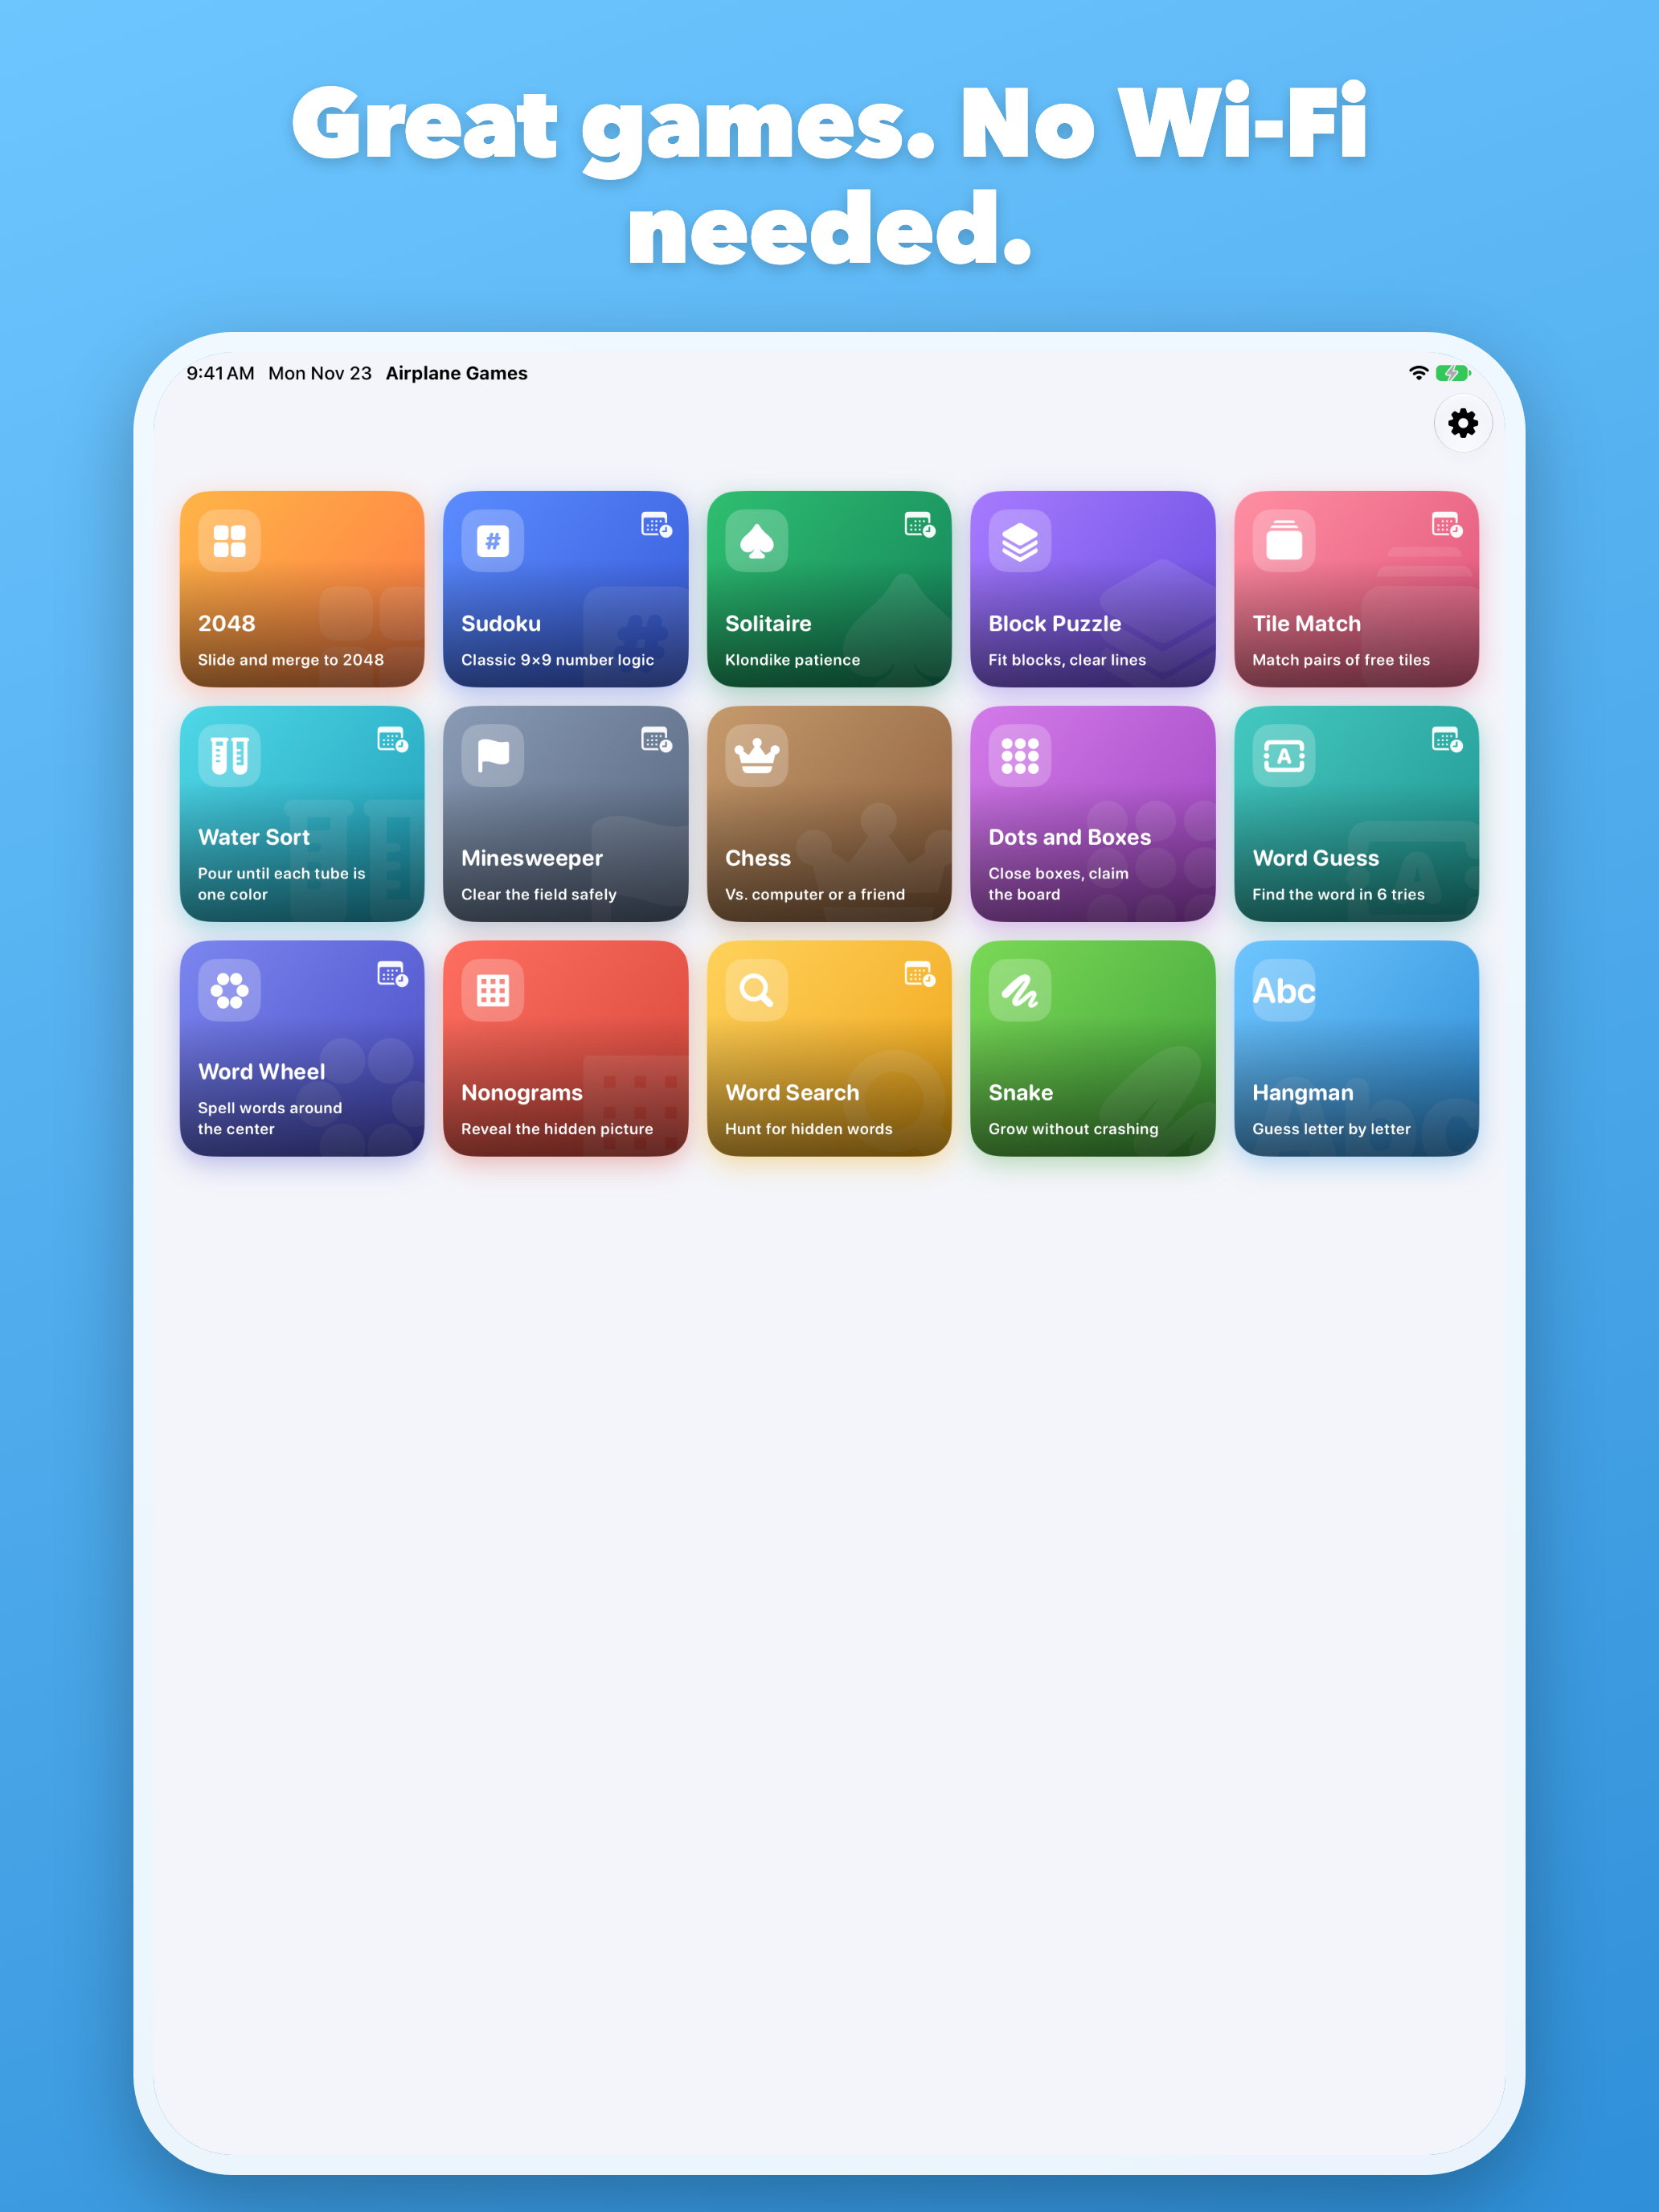 Great games. No Wi-Fi
needed.
9:41 AM Mon Nov 23 Airplane Games
2048
Slide and merge to 2048
#
Sudoku
Classic 9×9 number logic
Solitaire
Klondike patience
Block Puzzle
Fit blocks, clear lines
Tile Match
Match pairs of free tiles
Water Sort
Pour until each tube is
one color
Minesweeper
Clear the field safely
Chess
Vs. computer or a friend
Dots and Boxes
Close boxes, claim
the board
A
Word Guess
Find the word in 6 tries
Word Wheel
Spell words around
the center
Nonograms
Reveal the hidden picture
Word Search
Hunt for hidden words
Snake
Grow without crashing
Abc
Hangman
Guess letter by letter